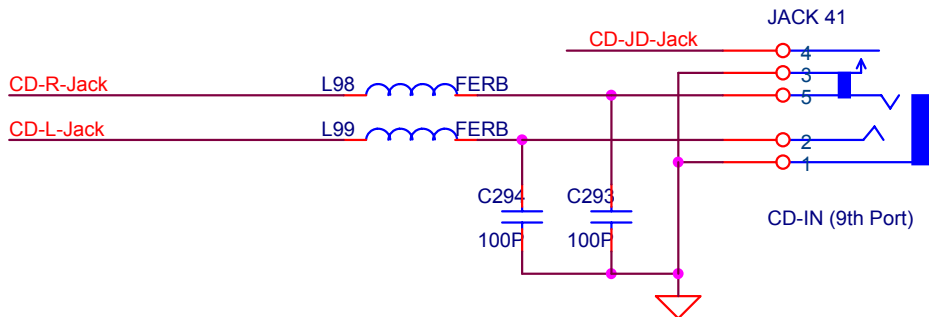 JACK 41
CD-JD-Jack
4
3
CD-R-Jack
L98
FERB
5
CD-L-Jack
L99
FERB
2
1
C294
C293
100P
100P
CD-IN (9th Port)